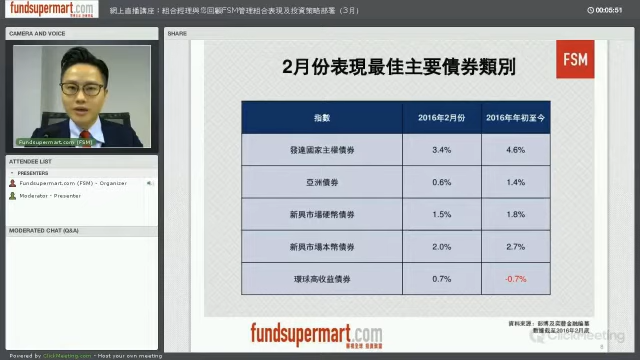 fundsupermart.com
網上直播講座：組合經理與您回顧FSM管理組合表現及投資策略部署（3月）
00:05:51
CAMERA AND VOICE
Fundsupermart.com (FSM)
ATTENDEE LIST
PRESENTERS
Fundsupermart.com (FSM) - Organizer
Moderator - Presenter
MODERATED CHAT (Q&A)
Powered by ClickMeeting.com - Host your own meeting
SHARE
2月份表現最佳主要債券類別
FSM
指數 2016年2月份 2016年年初至今
發達國家主權債券 3.4% 4.6%
亞洲債券 0.6% 1.4%
新興市場硬幣債券 1.5% 1.8%
新興市場本幣債券 2.0% 2.7%
環球高收益債券 0.7% -0.7%
fundsupermart.com
資料來源：彭博及奕豐金融編纂
數據截至2016年2月底
ClickMeeting